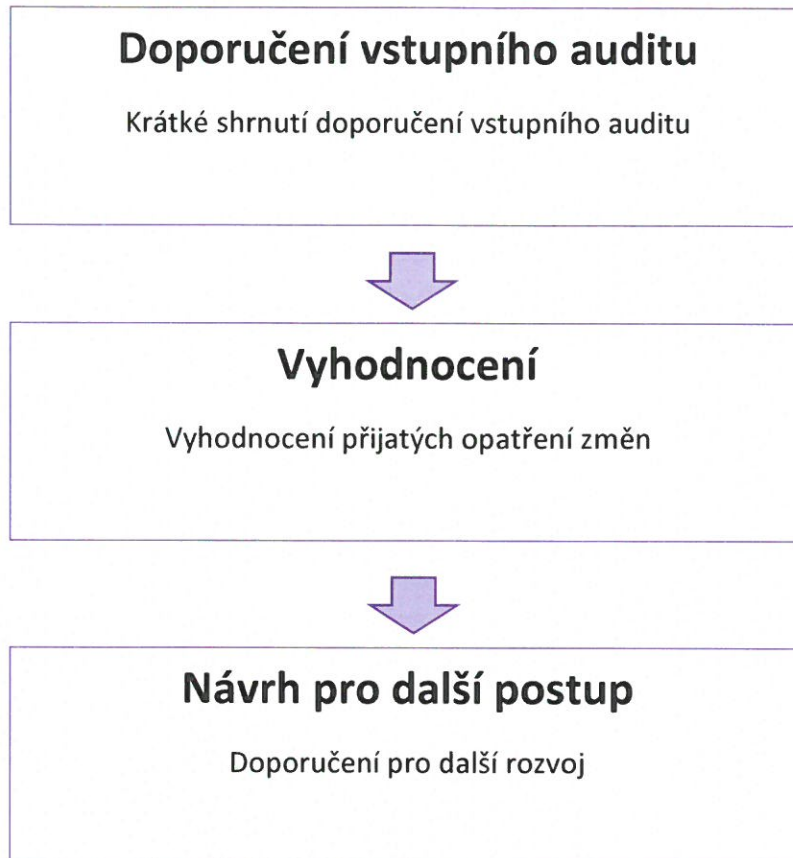 Doporučení vstupního auditu
Krátké shrnutí doporučení vstupního auditu
Vyhodnocení
Vyhodnocení přijatých opatření změn
Návrh pro další postup
Doporučení pro další rozvoj